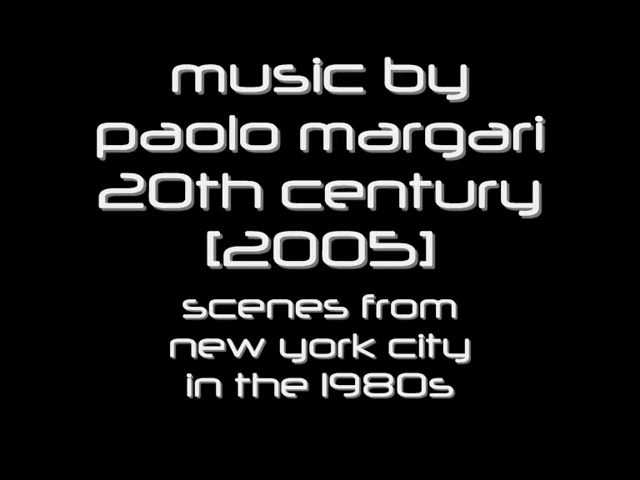 music by
paolo margari
20th century
[2005]
scenes from
new york city
in the 1980s